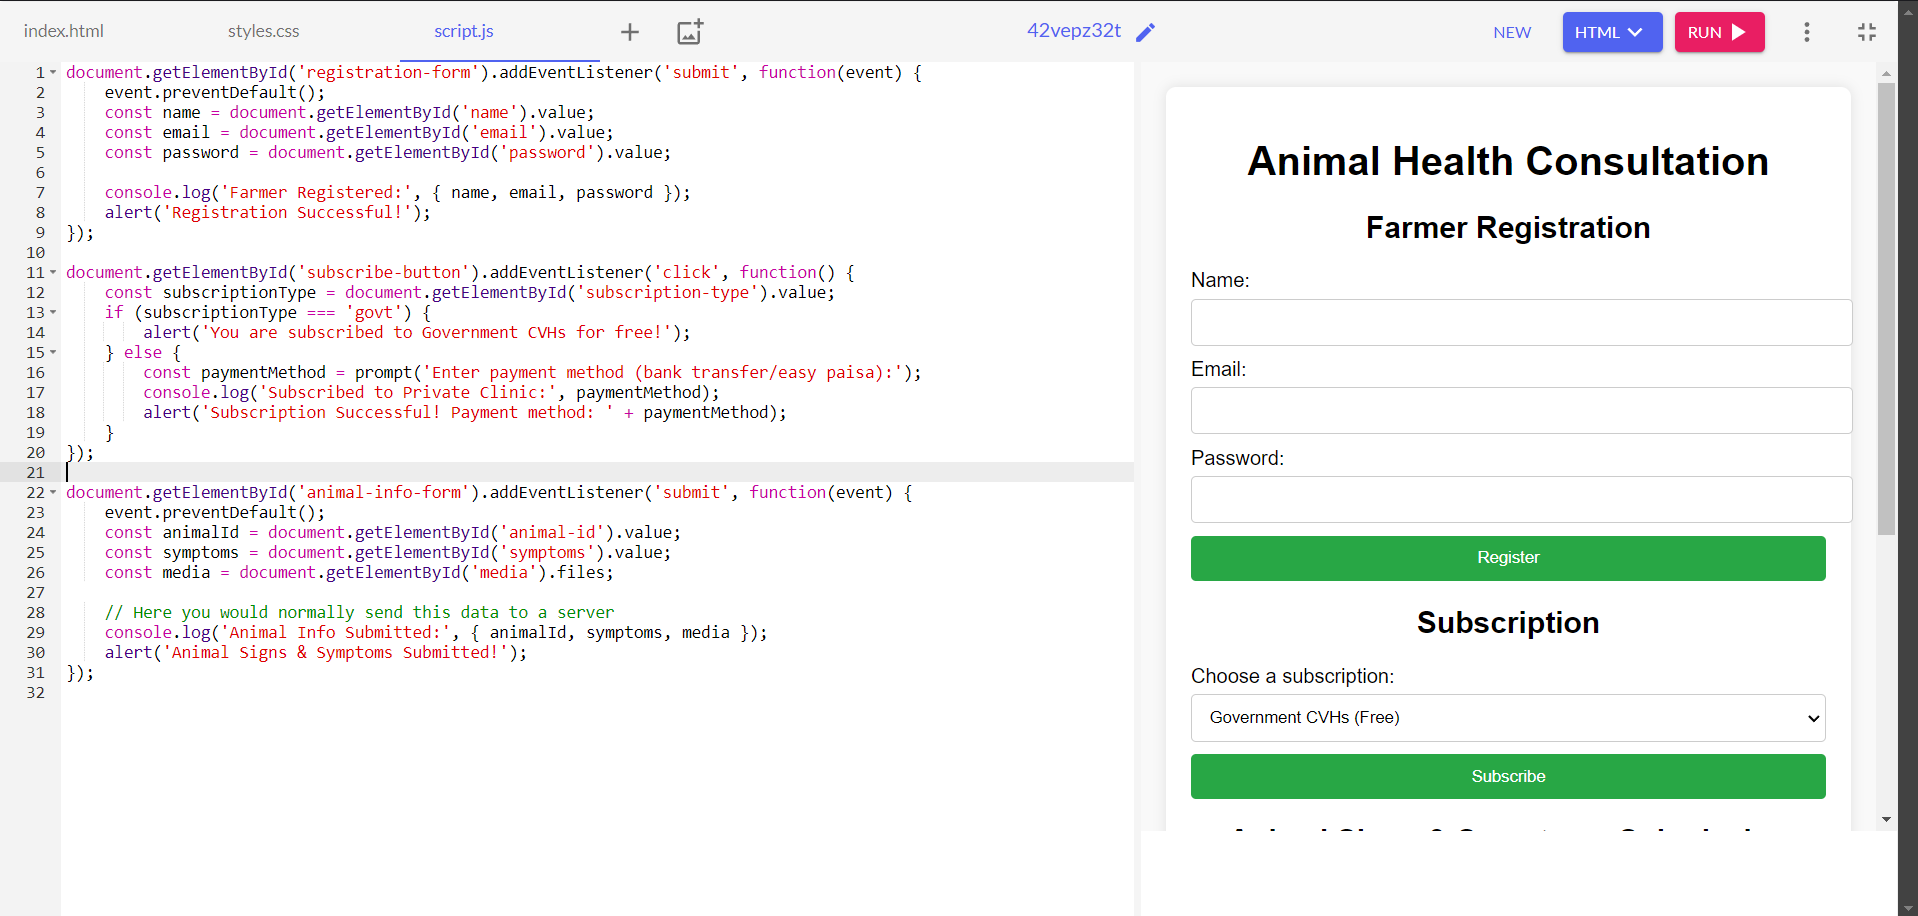 index.html styles.css script.js 42vepz32t NEW HTML RUN
1 document.getElementById('registration-form').addEventListener('submit', function(event) {
2 event.preventDefault();
3 const name = document.getElementById('name').value;
4 const email = document.getElementById('email').value;
5 const password = document.getElementById('password').value;
6
7 console.log('Farmer Registered:', { name, email, password });
8 alert('Registration Successful!');
9 });
10
11 document.getElementById('subscribe-button').addEventListener('click', function() {
12 const subscriptionType = document.getElementById('subscription-type').value;
13 if (subscriptionType === 'govt') {
14 alert('You are subscribed to Government CVHs for free!');
15 } else {
16 const paymentMethod = prompt('Enter payment method (bank transfer/easy paisa):');
17 console.log('Subscribed to Private Clinic:', paymentMethod);
18 alert('Subscription Successful! Payment method: ' + paymentMethod);
19 }
20 });
21
22 document.getElementById('animal-info-form').addEventListener('submit', function(event) {
23 event.preventDefault();
24 const animalId = document.getElementById('animal-id').value;
25 const symptoms = document.getElementById('symptoms').value;
26 const media = document.getElementById('media').files;
27
28 // Here you would normally send this data to a server
29 console.log('Animal Info Submitted:', { animalId, symptoms, media });
30 alert('Animal Signs & Symptoms Submitted!');
31 });
32
Animal Health Consultation
Farmer Registration
Name:
Email:
Password:
Register
Subscription
Choose a subscription:
Government CVHs (Free)
Subscribe